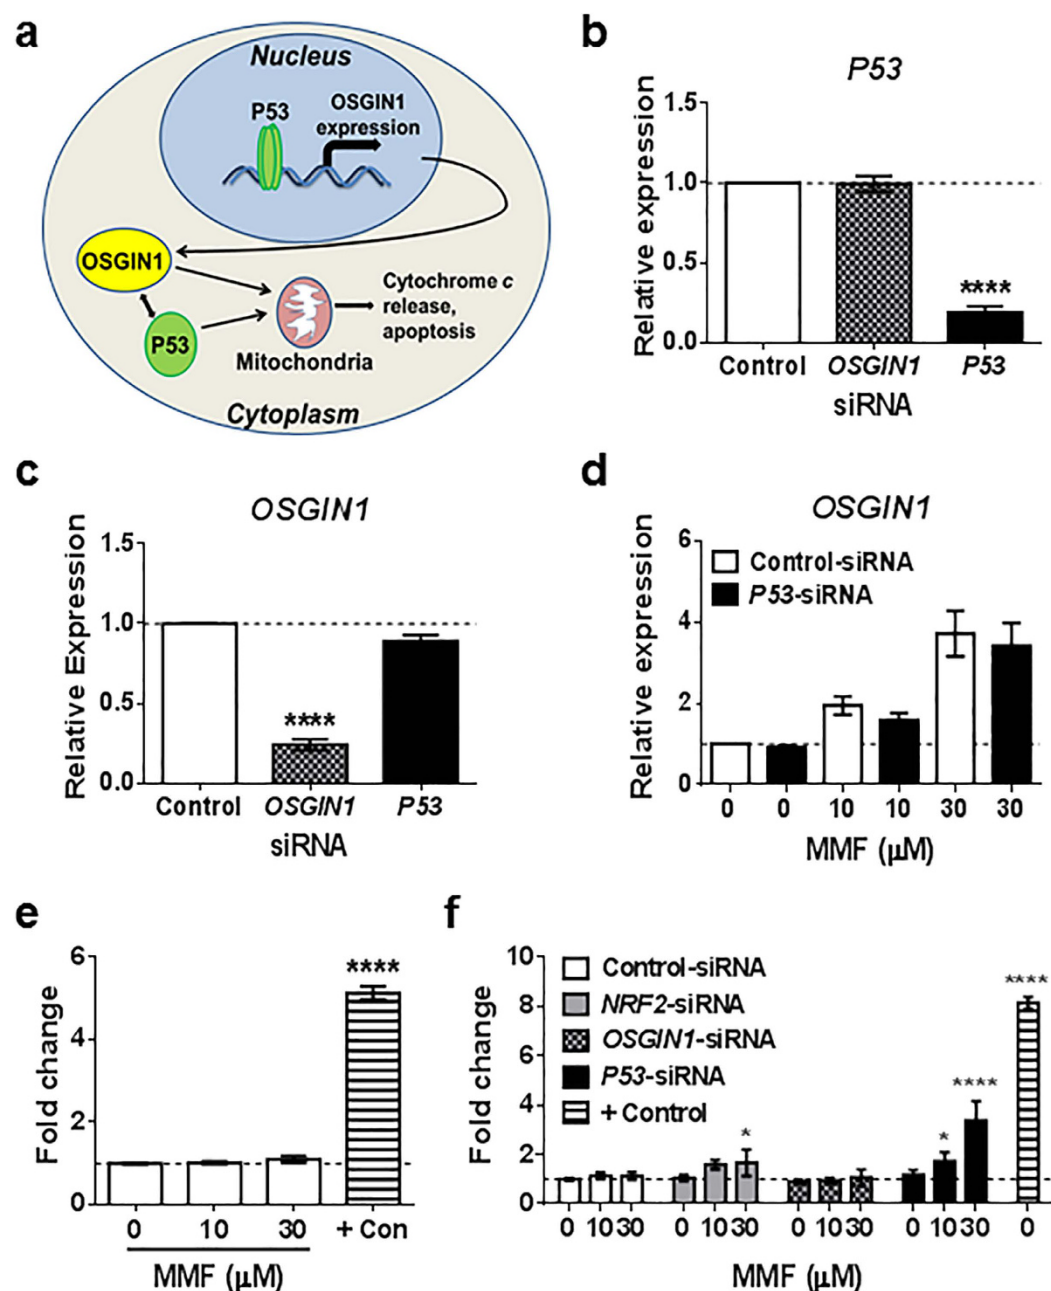 a
Nucleus
P53
OSGIN1
expression
OSGIN1
P53
Mitochondria
Cytochrome c
release,
apoptosis
Cytoplasm
b
P53
Relative expression
1.5
1.0
0.5
0.0
****
Control OSGIN1 P53
siRNA
c
OSGIN1
Relative Expression
1.5
1.0
0.5
0.0
****
Control OSGIN1 P53
siRNA
d
OSGIN1
Relative expression
6
4
2
0
Control-siRNA
P53-siRNA
0 0 10 10 30 30
MMF (µM)
e
Fold change
6
4
2
0
****
0 10 30 + Con
MMF (µM)
f
Fold change
10
8
6
4
2
0
Control-siRNA
NRF2-siRNA
OSGIN1-siRNA
P53-siRNA
+ Control
*
*
****
****
0 10 30 0 10 30 0 10 30 0 10 30 0
MMF (µM)